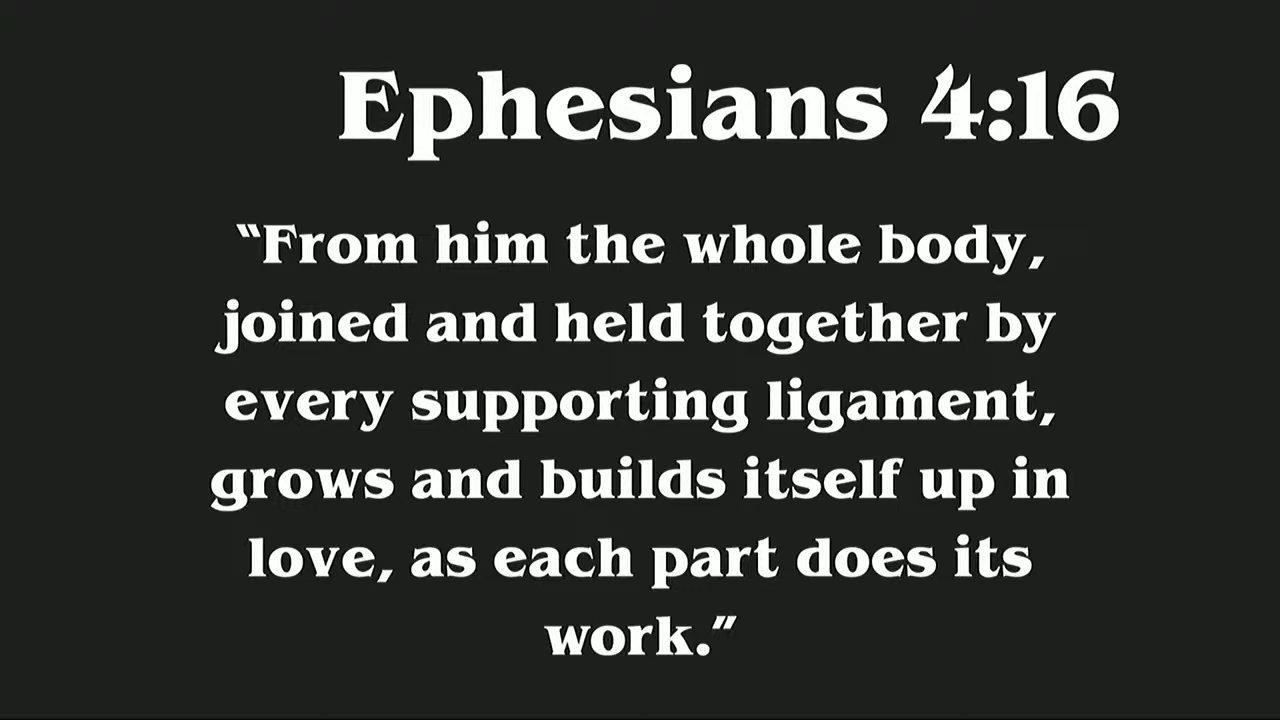 Ephesians 4:16
“From him the whole body,
joined and held together by
every supporting ligament,
grows and builds itself up in
love, as each part does its
work.”